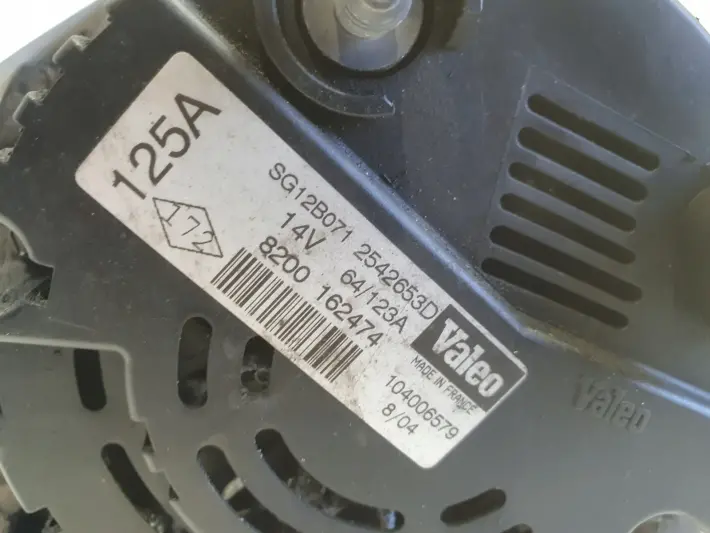 125A
172
SG12B071 2542653D
14V 64/123A
8200 162474
Valeo
MADE IN FRANCE
104006579
8/04
Valeo